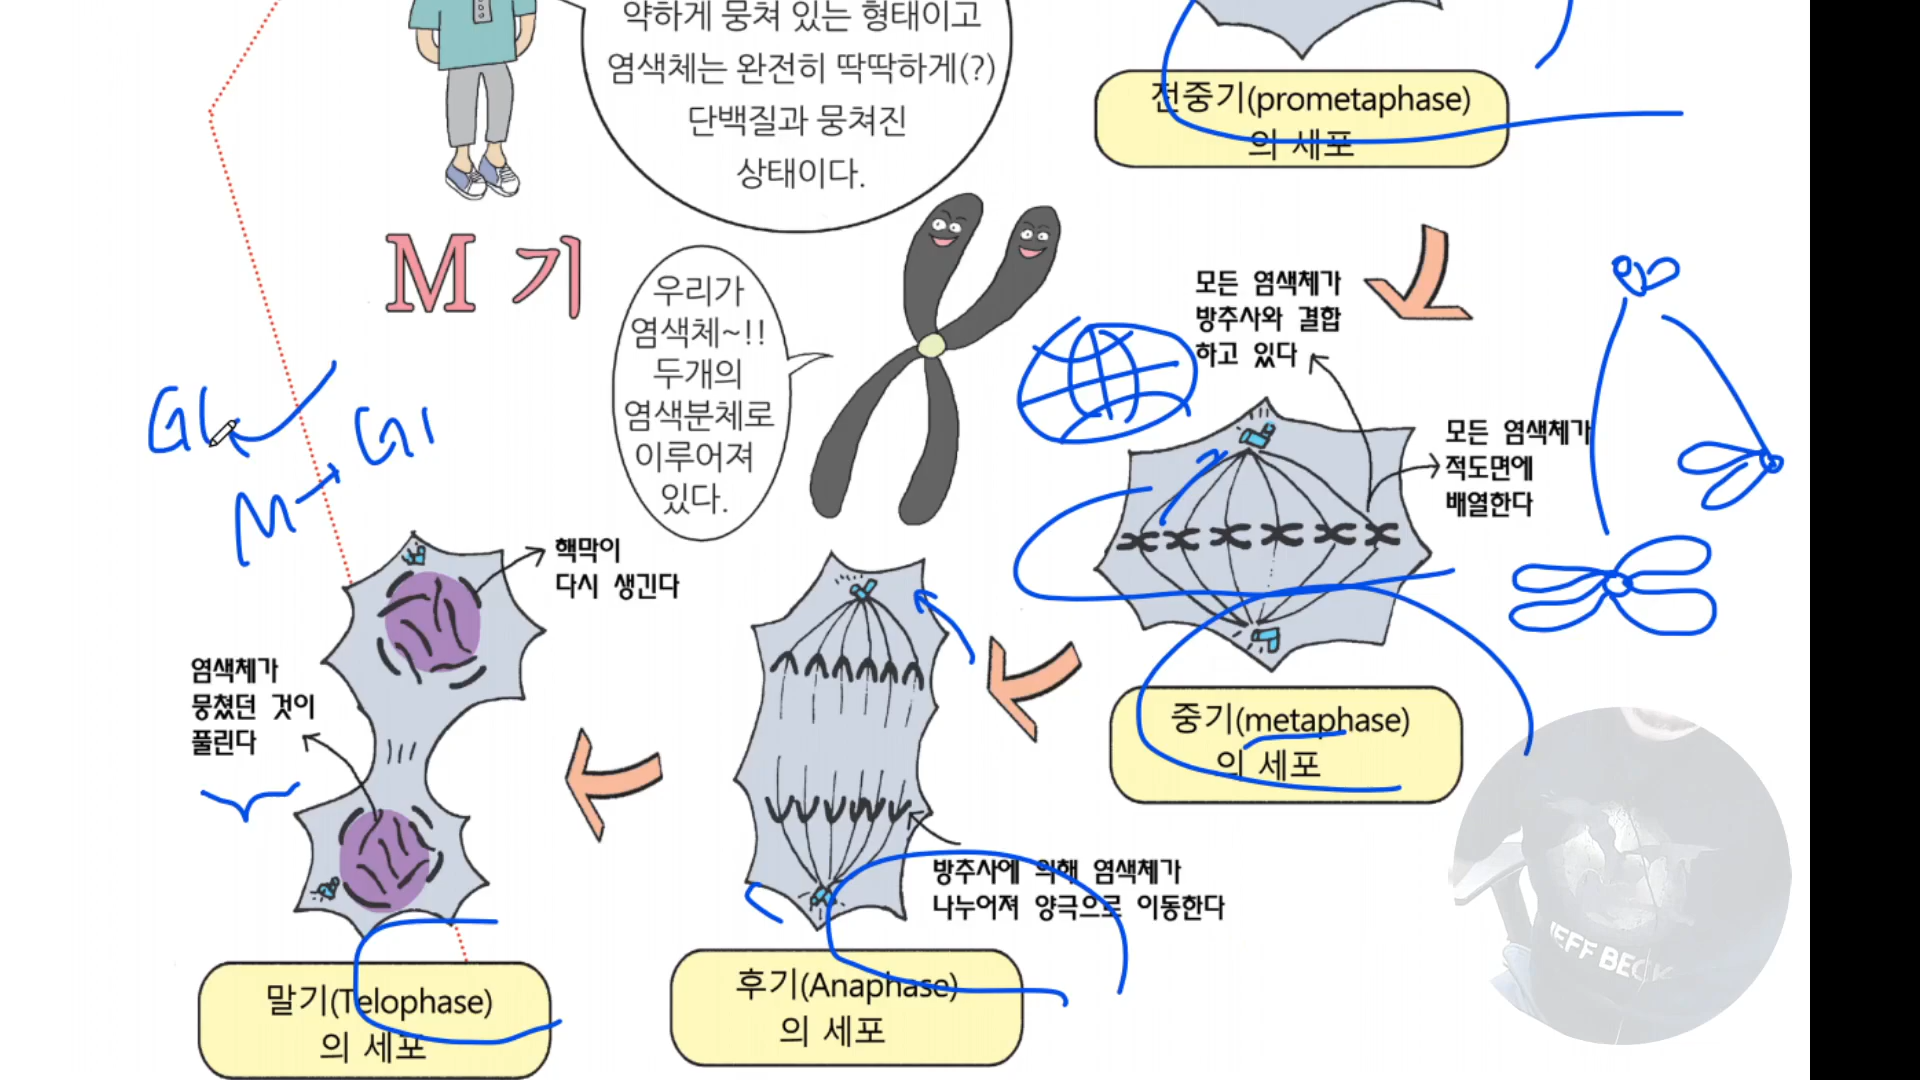 약하게 뭉쳐 있는 형태이고
염색체는 완전히 딱딱하게(?)
단백질과 뭉쳐진
상태이다.
전중기(prometaphase)
의 세포
M 기
우리가
염색체~!!
두개의
염색분체로
이루어져
있다.
모든 염색체가
방추사와 결합
하고 있다
모든 염색체가
적도면에
배열한다
G1
M → G1
핵막이
다시 생긴다
염색체가
뭉쳤던 것이
풀린다
중기(metaphase)
의 세포
방추사에 의해 염색체가
나누어져 양극으로 이동한다
말기(Telophase)
의 세포
후기(Anaphase)
의 세포
JEFF BECK